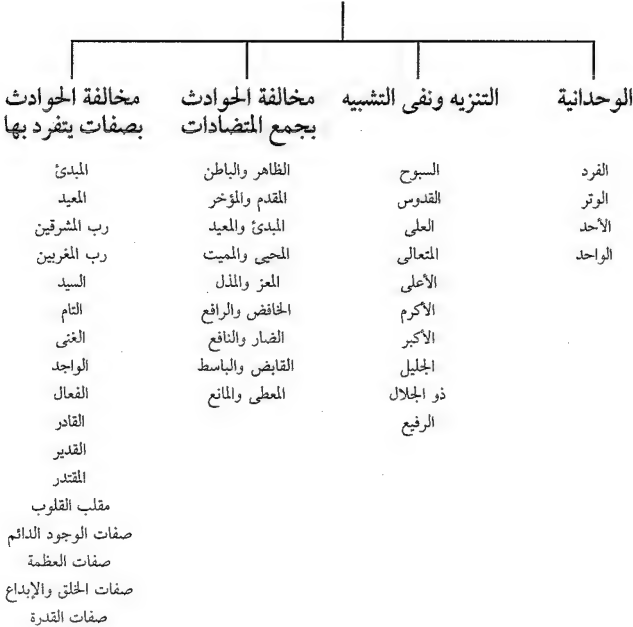 الوحدانية
الفرد
الوتر
الأحد
الواحد
التنزيه ونفى التشبيه
السبوح
القدوس
العلى
المتعالى
الأعلى
الأكرم
الأكبر
الجليل
ذو الجلال
الرفيع
مخالفة الحوادث
بجمع المتضادات
الظاهر والباطن
المقدم والمؤخر
المبدئ والمعيد
المحيى والمميت
المعز والمذل
الخافض والرافع
الضار والنافع
القابض والباسط
المعطى والمانع
مخالفة الحوادث
بصفات يتفرد بها
المبدئ
المعيد
رب المشرقين
رب المغربين
السيد
التام
الغنى
الواجد
الفعال
القادر
القدير
المقتدر
مقلب القلوب
صفات الوجود الدائم
صفات العظمة
صفات الخلق والإبداع
صفات القدرة